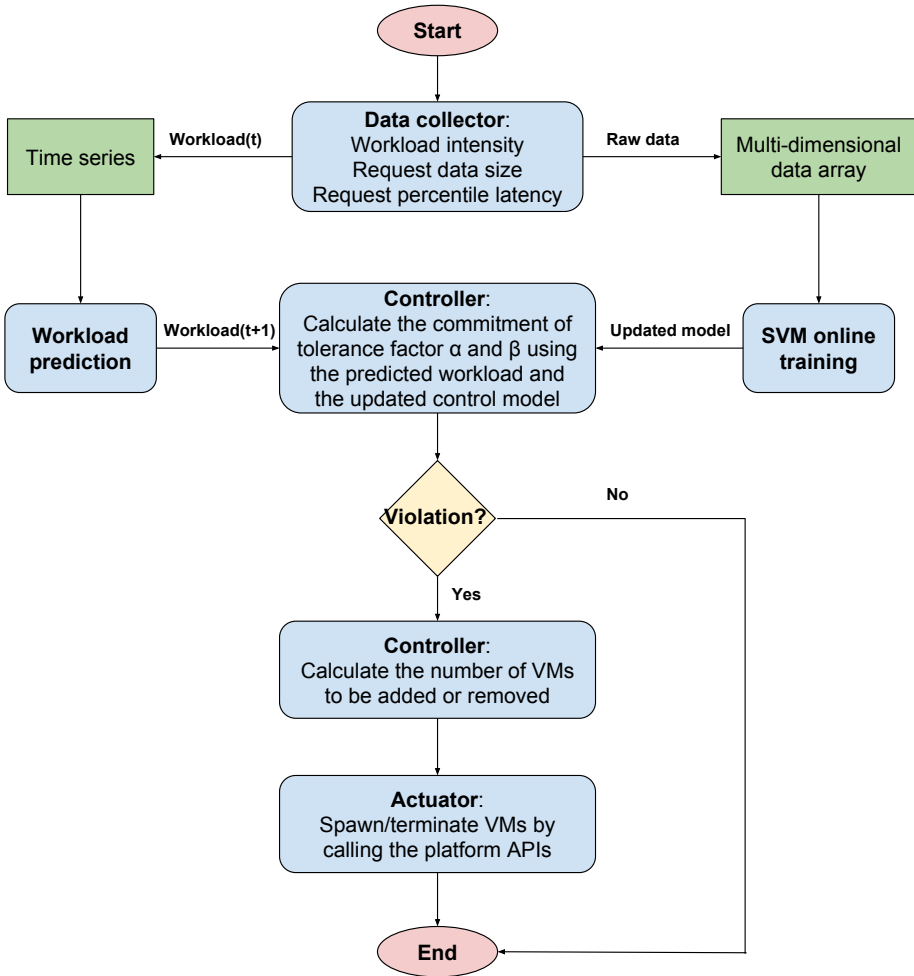 Start
Data collector:
Workload intensity
Request data size
Request percentile latency
Workload(t)
Raw data
Time series
Multi-dimensional
data array
Controller:
Calculate the commitment of
tolerance factor α and β using
the predicted workload and
the updated control model
Workload
prediction
Workload(t+1)
Updated model
SVM online
training
Violation?
No
Yes
Controller:
Calculate the number of VMs
to be added or removed
Actuator:
Spawn/terminate VMs by
calling the platform APIs
End